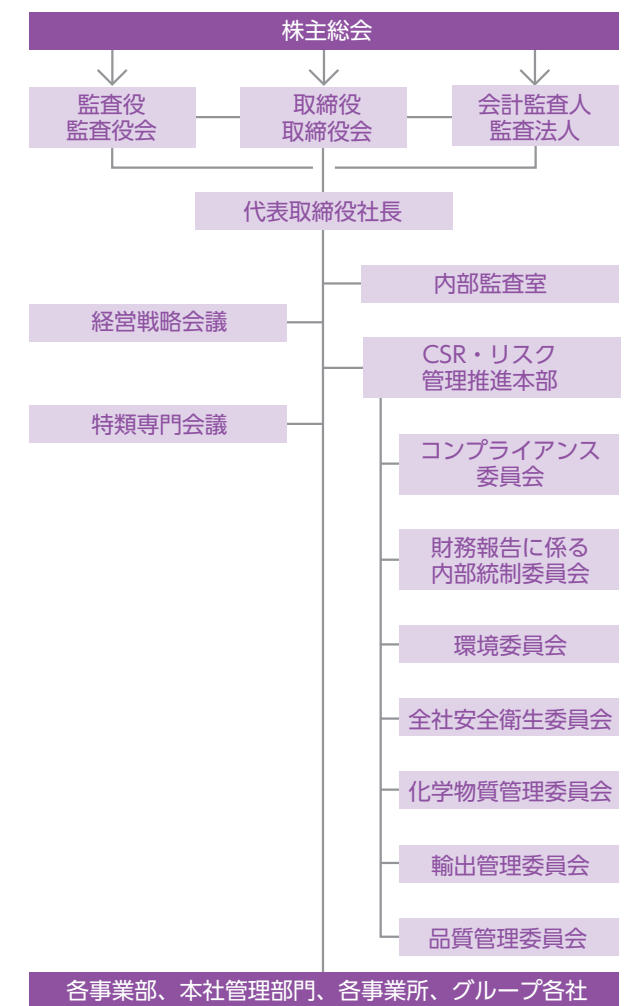 株主総会
監査役
監査役会
取締役
取締役会
会計監査人
監査法人
代表取締役社長
内部監査室
経営戦略会議
CSR・リスク
管理推進本部
特類専門会議
コンプライアンス
委員会
財務報告に係る
内部統制委員会
環境委員会
全社安全衛生委員会
化学物質管理委員会
輸出管理委員会
品質管理委員会
各事業部、本社管理部門、各事業所、グループ各社